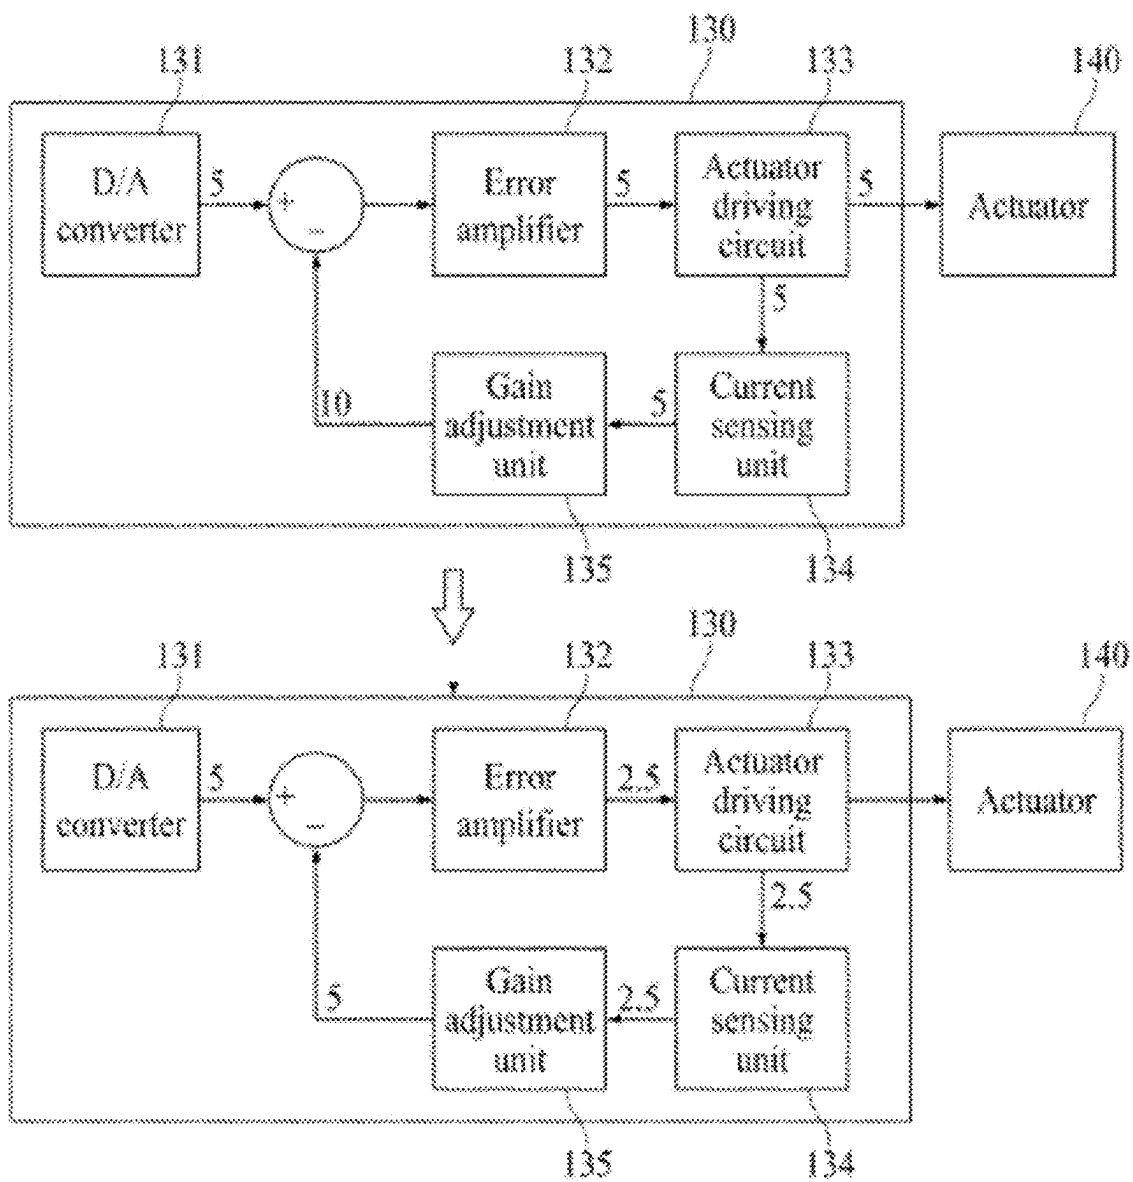 130
131
132
133
140
D/A
converter
5
+
−
Error
amplifier
5
Actuator
driving
circuit
5
Actuator
5
Gain
adjustment
unit
10
5
Current
sensing
unit
135
134
130
131
132
133
140
D/A
converter
5
+
−
Error
amplifier
2.5
Actuator
driving
circuit
Actuator
2.5
Gain
adjustment
unit
5
2.5
Current
sensing
unit
135
134